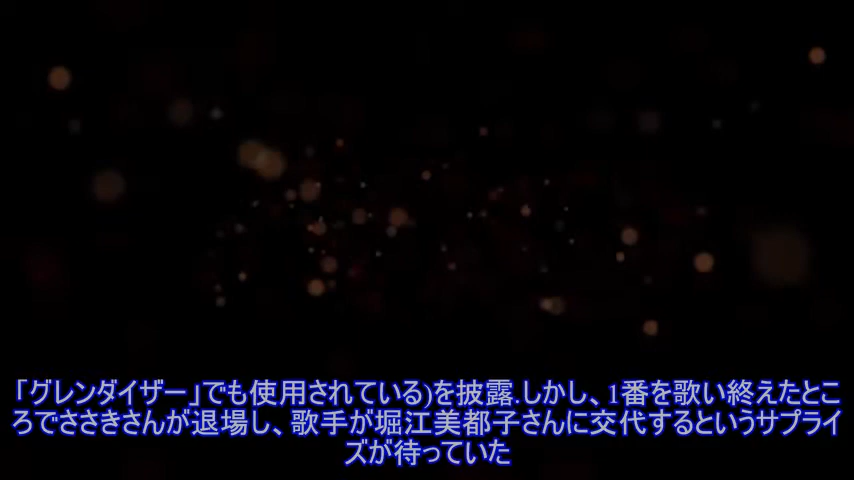 「グレンダイザー」でも使用されている)を披露.しかし、1番を歌い終えたとこ
ろでささきさんが退場し、歌手が堀江美都子さんに交代するというサプライ
ズが待っていた